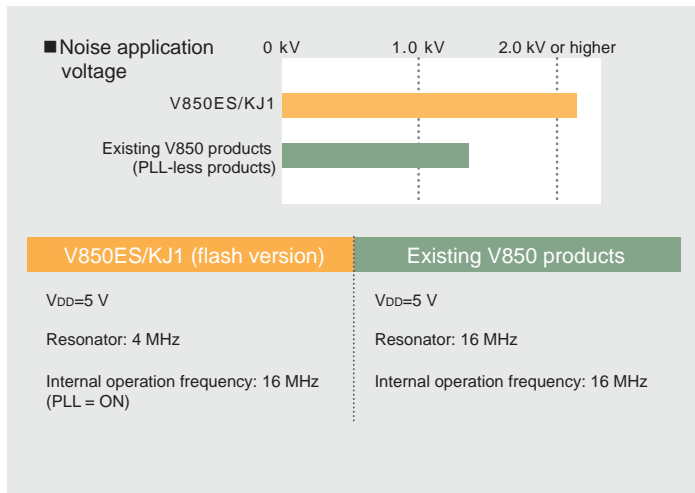 ■Noise application voltage
0 kV 1.0 kV 2.0 kV or higher
V850ES/KJ1
Existing V850 products
(PLL-less products)
V850ES/KJ1 (flash version)
VDD=5 V
Resonator: 4 MHz
Internal operation frequency: 16 MHz
(PLL = ON)
Existing V850 products
VDD=5 V
Resonator: 16 MHz
Internal operation frequency: 16 MHz